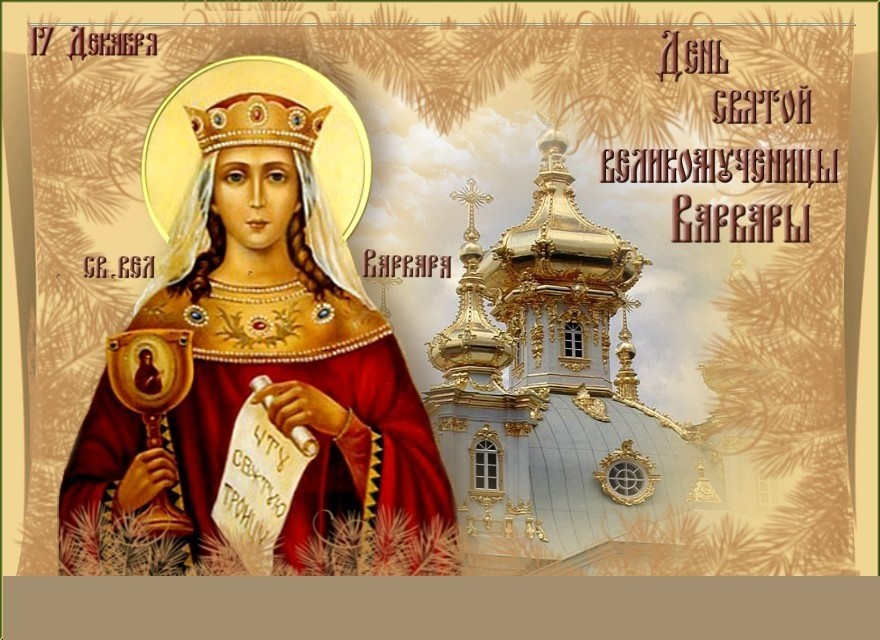 17 Декабря
День
святой
великомученицы
Варвары
св.вел Варвара
чту
святую
троицу